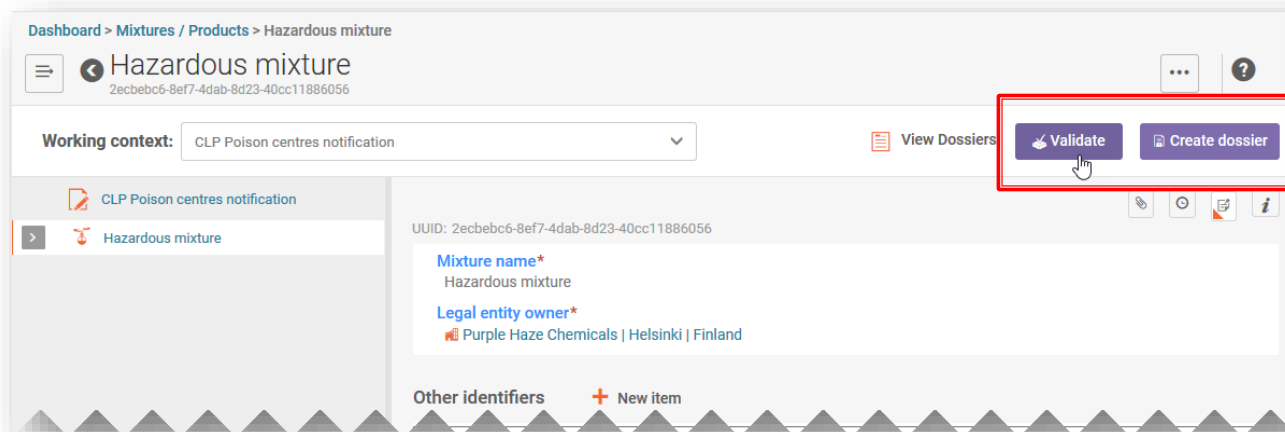 Dashboard > Mixtures / Products > Hazardous mixture
Hazardous mixture
2ecbebc6-8ef7-4dab-8d23-40cc11886056
Working context: CLP Poison centres notification
View Dossiers Validate Create dossier
CLP Poison centres notification
Hazardous mixture
UUID: 2ecbebc6-8ef7-4dab-8d23-40cc11886056
Mixture name*
Hazardous mixture
Legal entity owner*
Purple Haze Chemicals | Helsinki | Finland
Other identifiers + New item